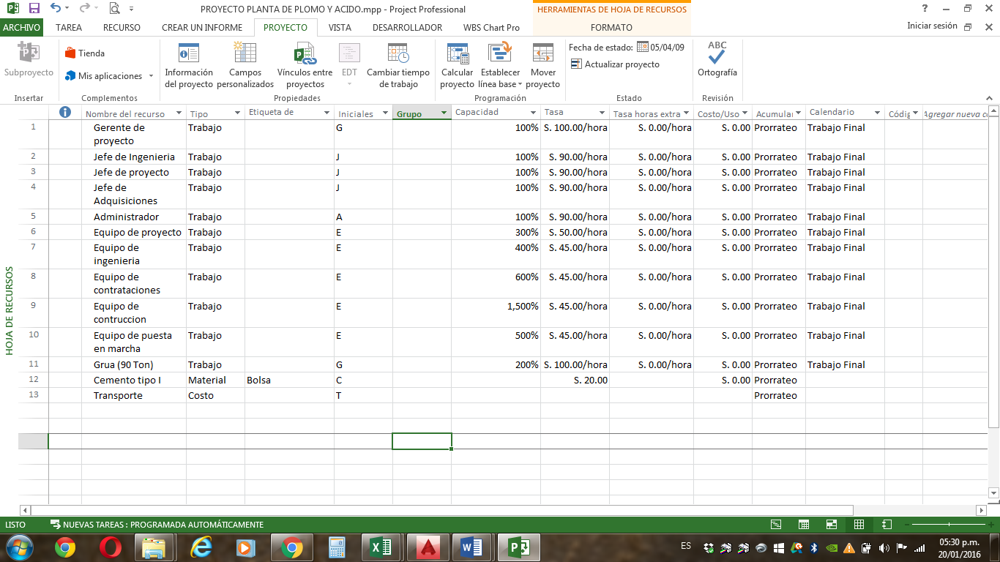 PROYECTO PLANTA DE PLOMO Y ACIDO.mpp - Project Professional
HERRAMIENTAS DE HOJA DE RECURSOS
ARCHIVO TAREA RECURSO CREAR UN INFORME PROYECTO VISTA DESARROLLADOR WBS Chart Pro FORMATO Iniciar sesión
Subproyecto
Insertar
Tienda
Mis aplicaciones
Complementos
Información del proyecto
Campos personalizados
Vínculos entre proyectos
EDT
Cambiar tiempo de trabajo
Propiedades
Calcular proyecto
Establecer línea base
Mover proyecto
Programación
Fecha de estado: 05/04/09
Actualizar proyecto
Estado
ABC
Ortografía
Revisión
Nombre del recurso Tipo Etiqueta de Iniciales Grupo Capacidad Tasa Tasa horas extra Costo/Uso Acumula Calendario Códig Agregar nueva co
1 Gerente de proyecto Trabajo G 100% S. 100.00/hora S. 0.00/hora S. 0.00 Prorrateo Trabajo Final
2 Jefe de Ingenieria Trabajo J 100% S. 90.00/hora S. 0.00/hora S. 0.00 Prorrateo Trabajo Final
3 Jefe de proyecto Trabajo J 100% S. 90.00/hora S. 0.00/hora S. 0.00 Prorrateo Trabajo Final
4 Jefe de Adquisiciones Trabajo J 100% S. 90.00/hora S. 0.00/hora S. 0.00 Prorrateo Trabajo Final
5 Administrador Trabajo A 100% S. 90.00/hora S. 0.00/hora S. 0.00 Prorrateo Trabajo Final
6 Equipo de proyecto Trabajo E 300% S. 50.00/hora S. 0.00/hora S. 0.00 Prorrateo Trabajo Final
7 Equipo de ingenieria Trabajo E 400% S. 45.00/hora S. 0.00/hora S. 0.00 Prorrateo Trabajo Final
8 Equipo de contrataciones Trabajo E 600% S. 45.00/hora S. 0.00/hora S. 0.00 Prorrateo Trabajo Final
9 Equipo de contruccion Trabajo E 1,500% S. 45.00/hora S. 0.00/hora S. 0.00 Prorrateo Trabajo Final
10 Equipo de puesta en marcha Trabajo E 500% S. 45.00/hora S. 0.00/hora S. 0.00 Prorrateo Trabajo Final
11 Grua (90 Ton) Trabajo G 200% S. 100.00/hora S. 0.00/hora S. 0.00 Prorrateo Trabajo Final
12 Cemento tipo I Material Bolsa C S. 20.00 S. 0.00 Prorrateo
13 Transporte Costo T Prorrateo
HOJA DE RECURSOS
LISTO NUEVAS TAREAS : PROGRAMADA AUTOMÁTICAMENTE
ES
05:30 p.m.
20/01/2016